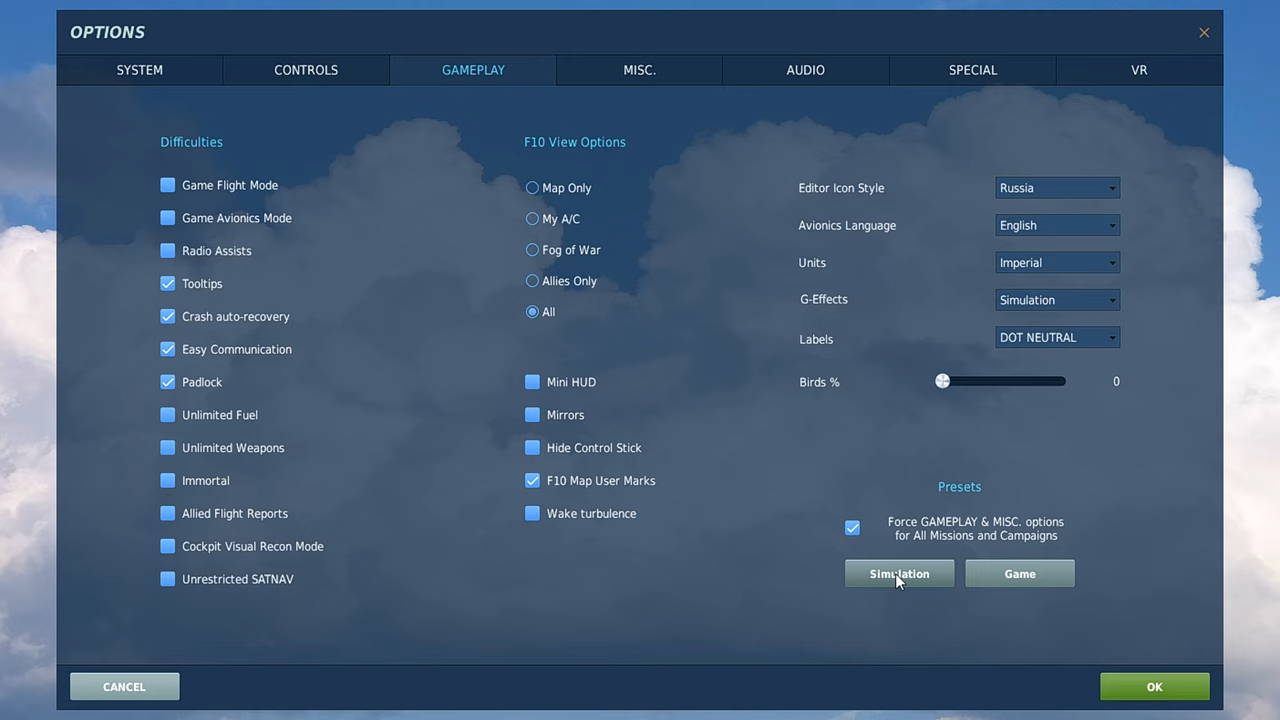 OPTIONS
SYSTEM
CONTROLS
GAMEPLAY
MISC.
AUDIO
SPECIAL
VR
Difficulties
Game Flight Mode
Game Avionics Mode
Radio Assists
Tooltips
Crash auto-recovery
Easy Communication
Padlock
Unlimited Fuel
Unlimited Weapons
Immortal
Allied Flight Reports
Cockpit Visual Recon Mode
Unrestricted SATNAV
F10 View Options
Map Only
My A/C
Fog of War
Allies Only
All
Mini HUD
Mirrors
Hide Control Stick
F10 Map User Marks
Wake turbulence
Editor Icon Style
Russia
Avionics Language
English
Units
Imperial
G-Effects
Simulation
Labels
DOT NEUTRAL
Birds %
0
Presets
Force GAMEPLAY & MISC. options
for All Missions and Campaigns
Simulation
Game
CANCEL
OK